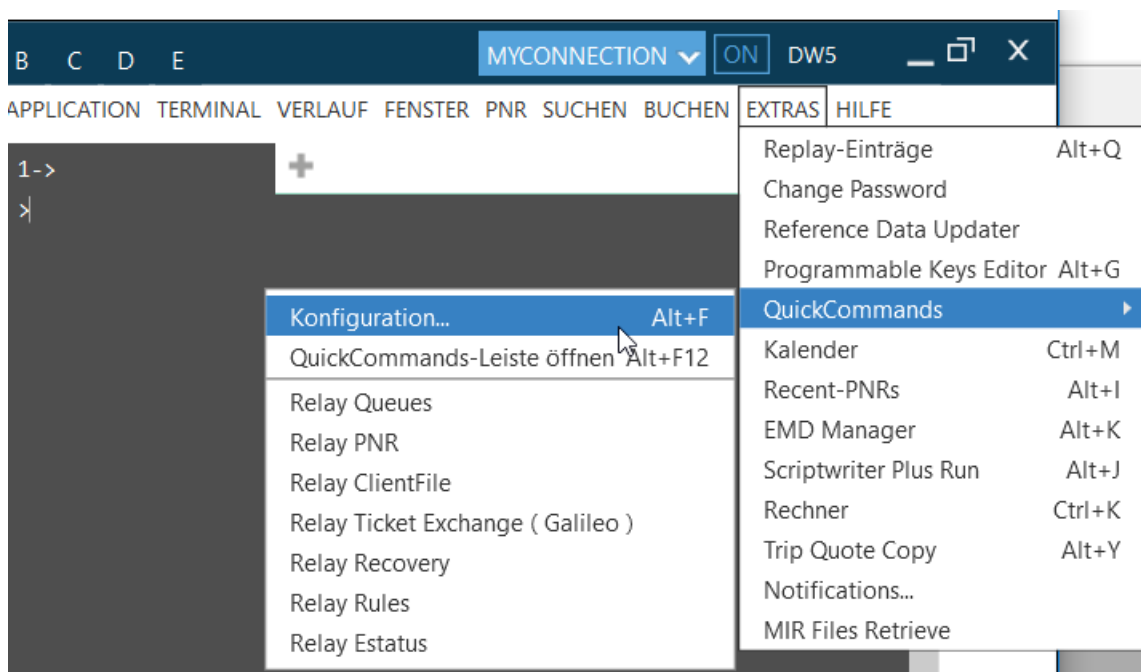 B C D E MYCONNECTION ON DW5
APPLICATION TERMINAL VERLAUF FENSTER PNR SUCHEN BUCHEN EXTRAS HILFE
1->
>
Replay-Einträge Alt+Q
Change Password
Reference Data Updater
Programmable Keys Editor Alt+G
QuickCommands
Kalender Ctrl+M
Recent-PNRs Alt+I
EMD Manager Alt+K
Scriptwriter Plus Run Alt+J
Rechner Ctrl+K
Trip Quote Copy Alt+Y
Notifications...
MIR Files Retrieve
Konfiguration... Alt+F
QuickCommands-Leiste öffnen Alt+F12
Relay Queues
Relay PNR
Relay ClientFile
Relay Ticket Exchange ( Galileo )
Relay Recovery
Relay Rules
Relay Estatus